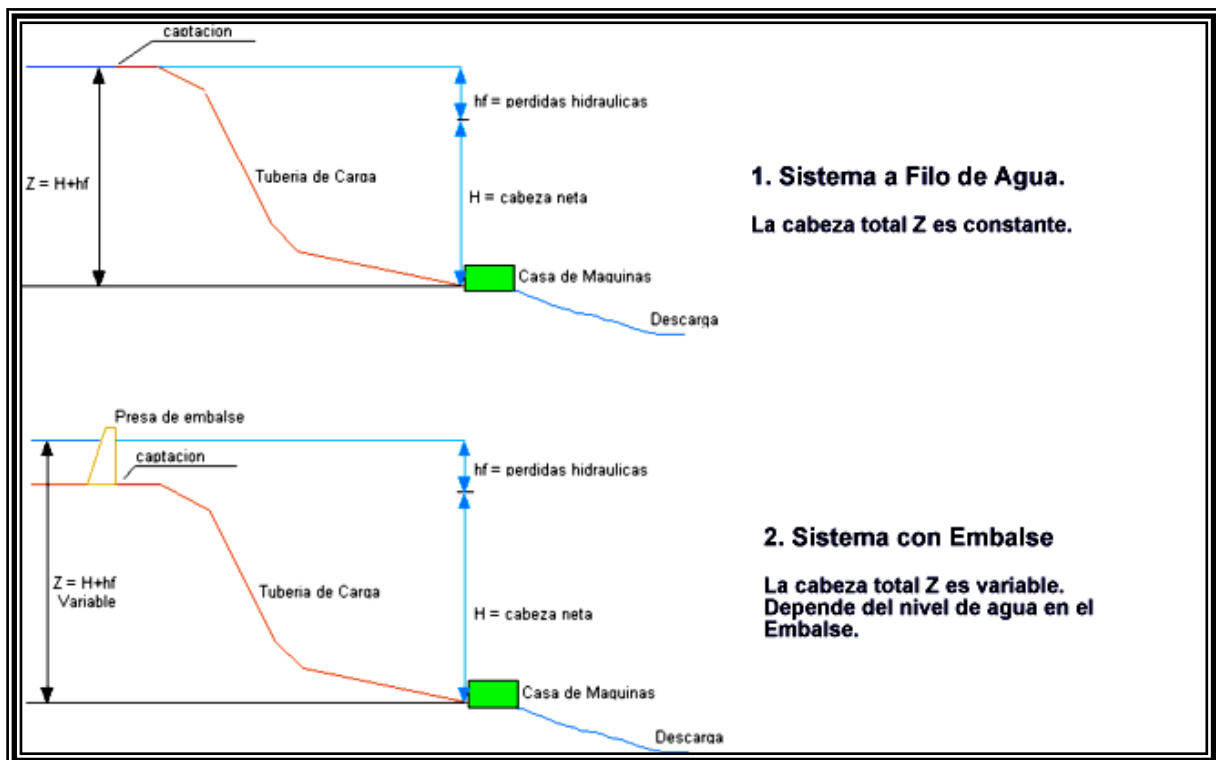 captacion
hf = perdidas hidraulicas
Z = H+hf
Tuberia de Carga
H = cabeza neta
Casa de Maquinas
Descarga
1. Sistema a Filo de Agua.
La cabeza total Z es constante.
Presa de embalse
captacion
hf = perdidas hidraulicas
Z = H+hf
Variable
Tuberia de Carga
H = cabeza neta
Casa de Maquinas
Descarga
2. Sistema con Embalse
La cabeza total Z es variable.
Depende del nivel de agua en el
Embalse.